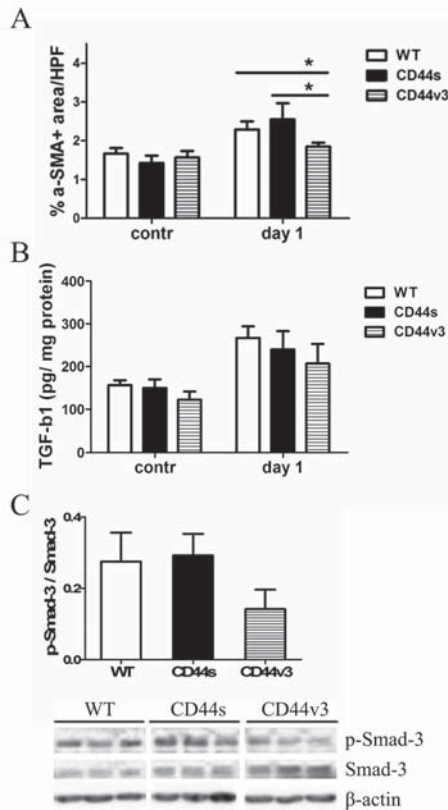 A
% a-SMA+ area/HPF
5
4
3
2
1
0
* 
*
WT
CD44s
CD44v3
contr
day 1
B
TGF-b1 (pg/ mg protein)
400
300
200
100
0
WT
CD44s
CD44v3
contr
day 1
C
p-Smad-3 / Smad-3
0.4
0.2
0.0
WT
CD44s
CD44v3
WT CD44s CD44v3
p-Smad-3
Smad-3
β-actin